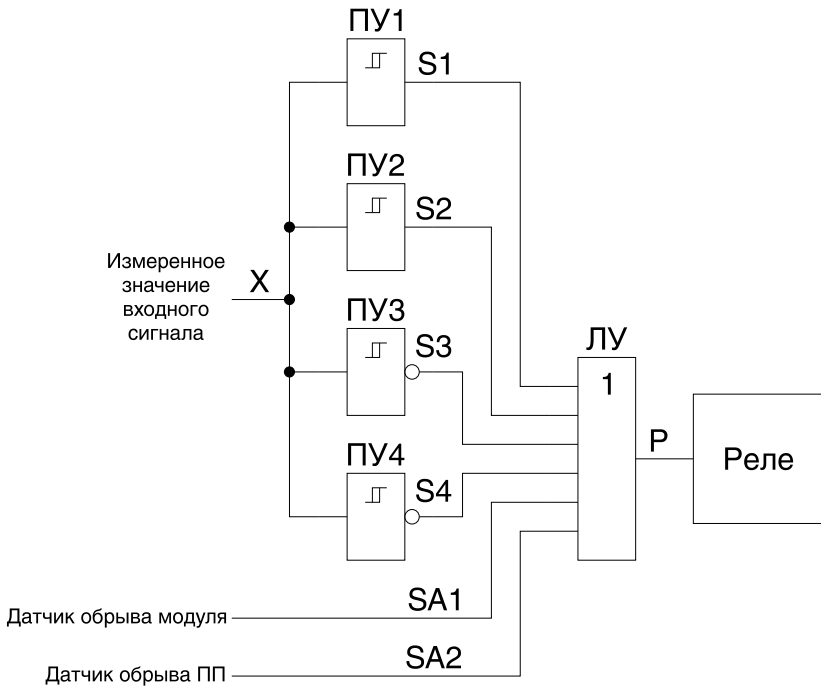 ПУ1
S1
ПУ2
S2
Измеренное
значение
входного
сигнала
X
ПУ3
S3
ЛУ
1
P
Реле
ПУ4
S4
SA1
Датчик обрыва модуля
SA2
Датчик обрыва ПП